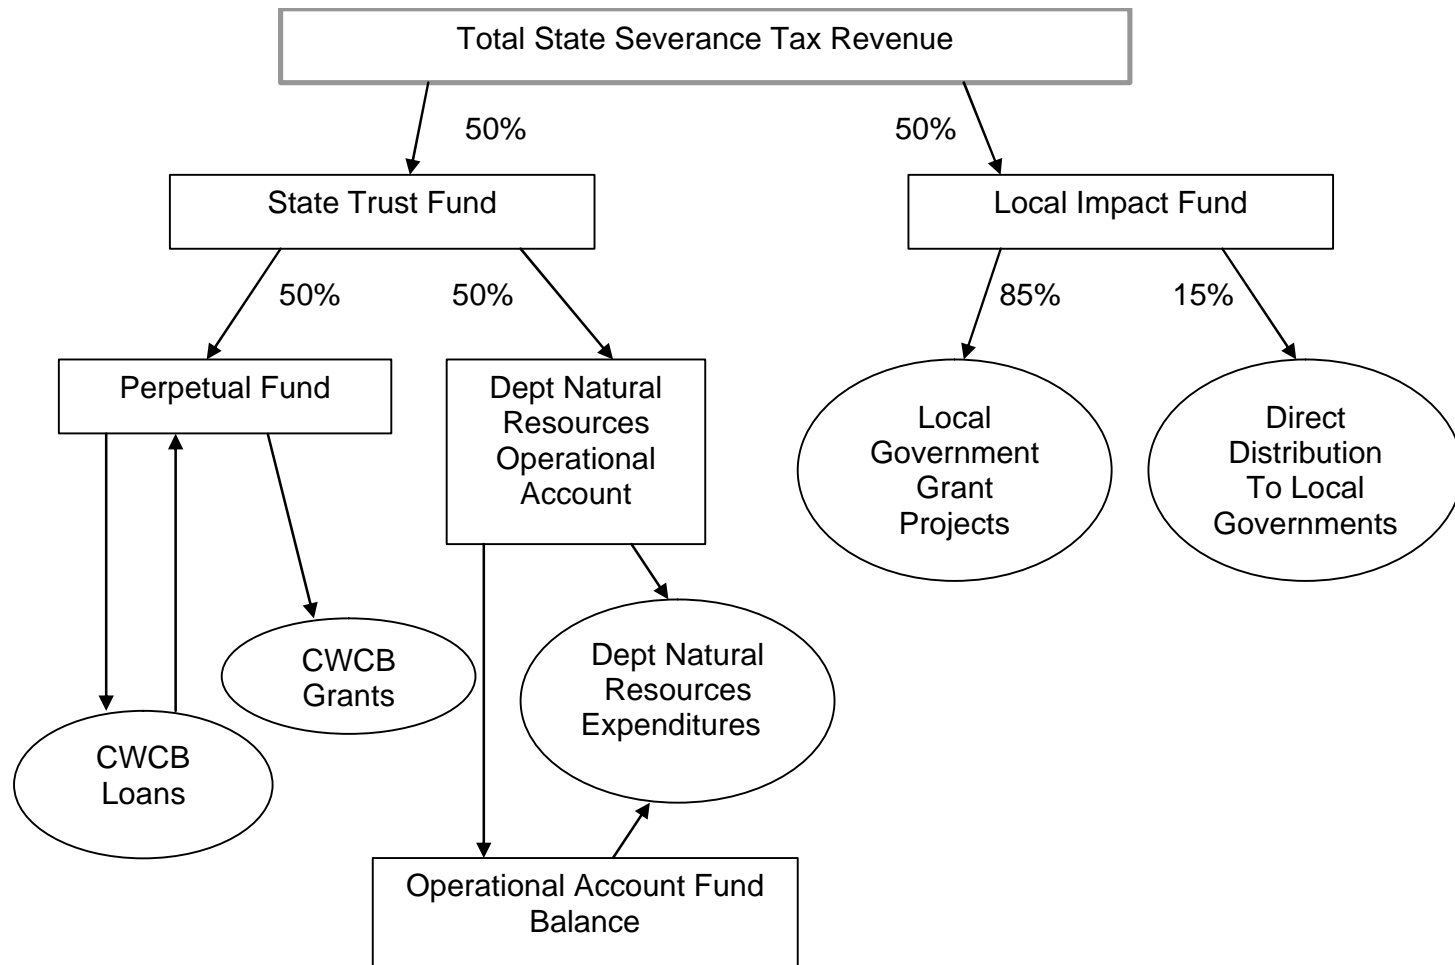 Total State Severance Tax Revenue
50%
50%
State Trust Fund
Local Impact Fund
50%
50%
85%
15%
Perpetual Fund
Dept Natural
Resources
Operational
Account
Local
Government
Grant
Projects
Direct
Distribution
To Local
Governments
CWCB
Grants
Dept Natural
Resources
Expenditures
CWCB
Loans
Operational Account Fund
Balance